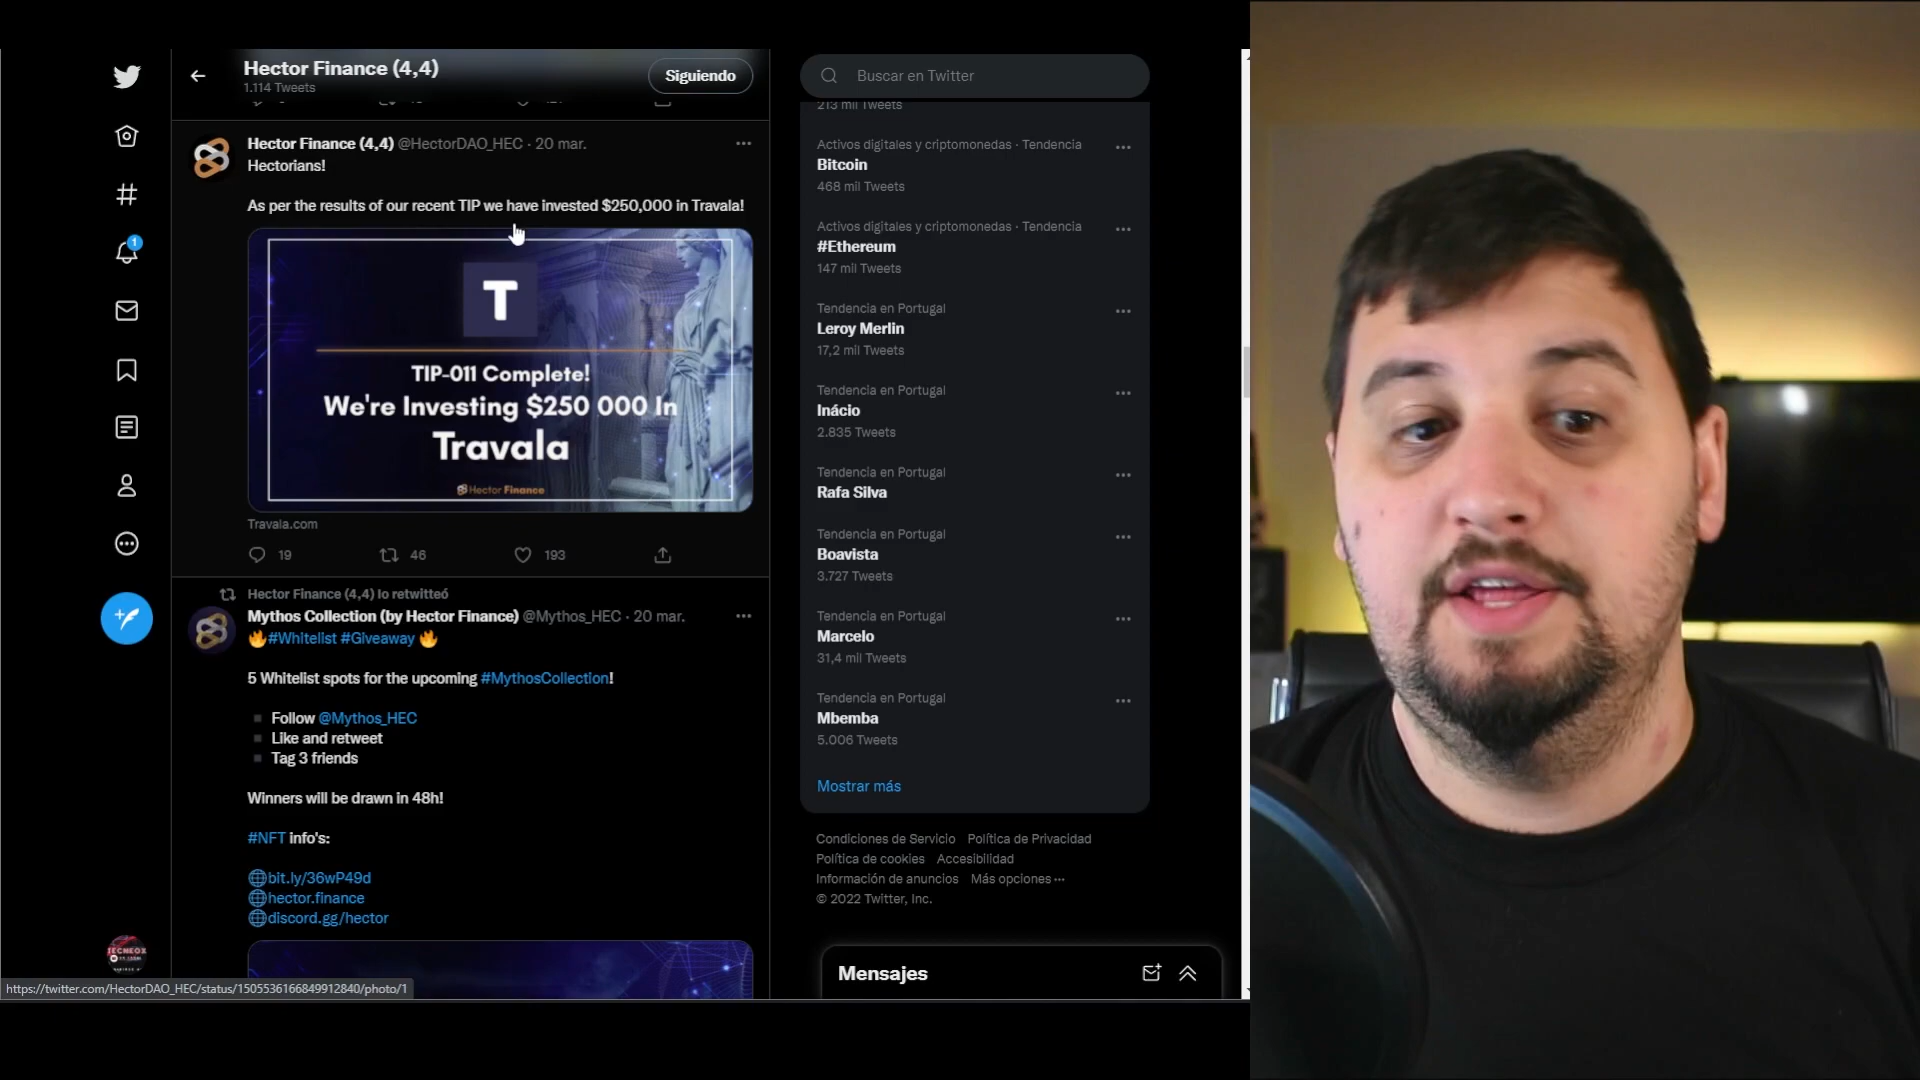 Hector Finance (4,4)
1.114 Tweets
Siguiendo
Hector Finance (4,4) @HectorDAO_HEC · 20 mar.
Hectorians!
As per the results of our recent TIP we have invested $250,000 in Travala!
T
TIP-011 Complete!
We're Investing $250 000 In
Travala
Hector Finance
Travala.com
19
46
193
Hector Finance (4,4) lo retwitteó
Mythos Collection (by Hector Finance) @Mythos_HEC · 20 mar.
🔥#Whitelist #Giveaway 🔥
5 Whitelist spots for the upcoming #MythosCollection!
Follow @Mythos_HEC
Like and retweet
Tag 3 friends
Winners will be drawn in 48h!
#NFT info's:
bit.ly/36wP49d
hector.finance
discord.gg/hector
https://twitter.com/HectorDAO_HEC/status/1505536166849912840/photo/1
1
Buscar en Twitter
213 mil Tweets
Activos digitales y criptomonedas · Tendencia
Bitcoin
468 mil Tweets
Activos digitales y criptomonedas · Tendencia
#Ethereum
147 mil Tweets
Tendencia en Portugal
Leroy Merlin
17,2 mil Tweets
Tendencia en Portugal
Inácio
2.835 Tweets
Tendencia en Portugal
Rafa Silva
Tendencia en Portugal
Boavista
3.727 Tweets
Tendencia en Portugal
Marcelo
31,4 mil Tweets
Tendencia en Portugal
Mbemba
5.006 Tweets
Mostrar más
Condiciones de Servicio Política de Privacidad
Política de cookies Accesibilidad
Información de anuncios Más opciones ···
© 2022 Twitter, Inc.
Mensajes